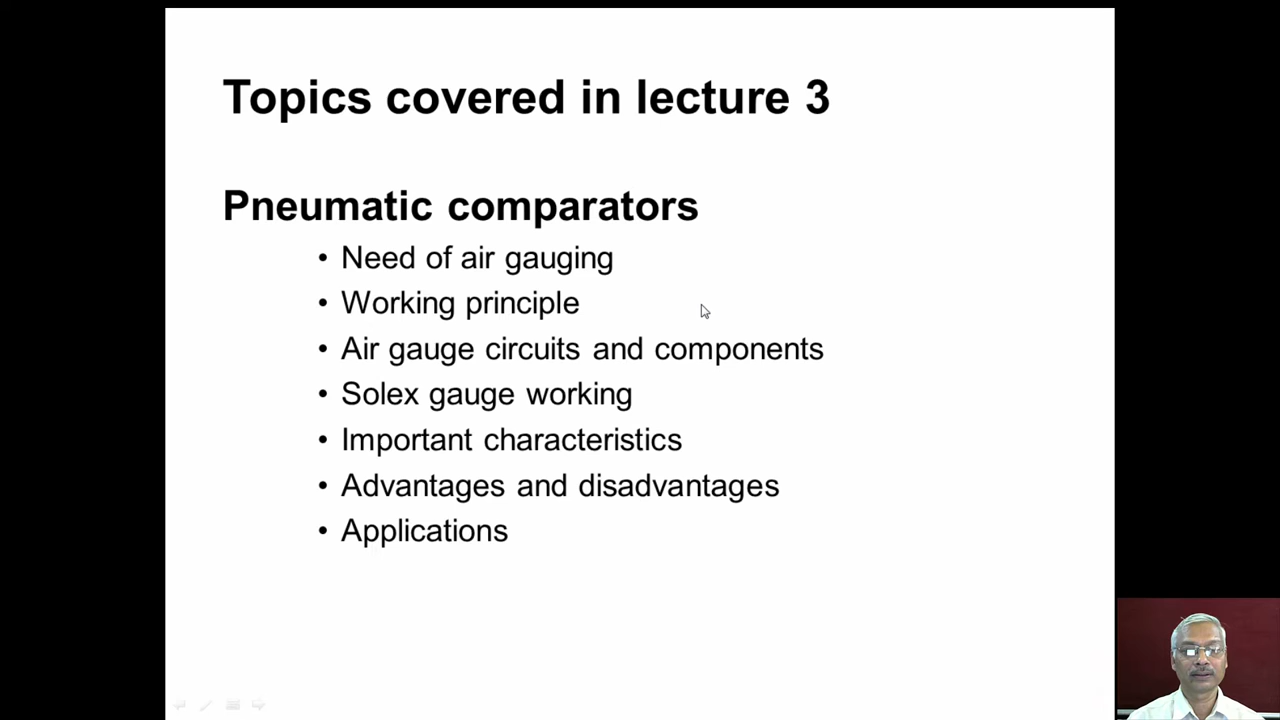 Topics covered in lecture 3
Pneumatic comparators
• Need of air gauging
• Working principle
• Air gauge circuits and components
• Solex gauge working
• Important characteristics
• Advantages and disadvantages
• Applications